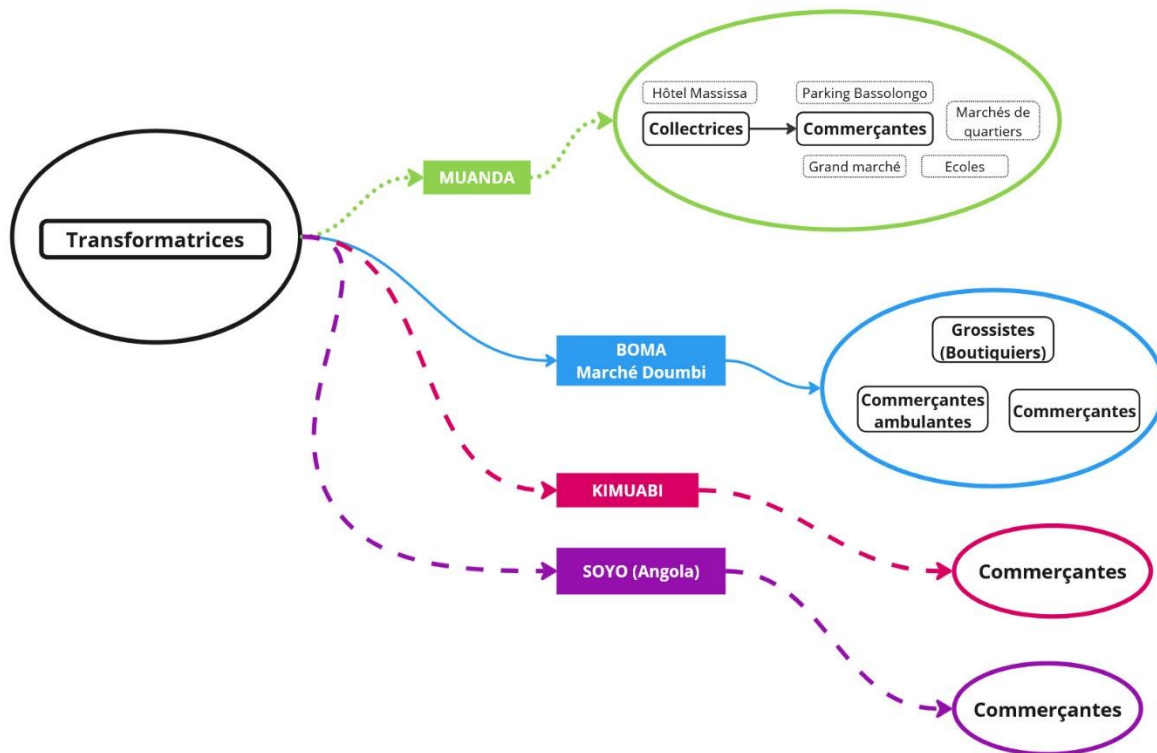 Hôtel Massissa
Parking Bassolongo
Collectrices
Commerçantes
Marchés de
quartiers
Grand marché
Ecoles
MUANDA
Transformatrices
BOMA
Marché Doumbi
Grossistes
(Boutiquiers)
Commerçantes
ambulantes
Commerçantes
KIMUABI
Commerçantes
SOYO (Angola)
Commerçantes